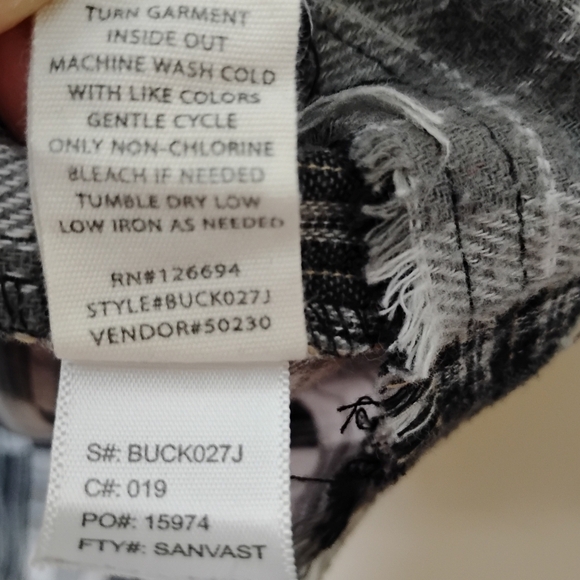 TURN GARMENT
INSIDE OUT
MACHINE WASH COLD
WITH LIKE COLORS
GENTLE CYCLE
ONLY NON-CHLORINE
BLEACH IF NEEDED
TUMBLE DRY LOW
LOW IRON AS NEEDED
RN#126694
STYLE#BUCK027J
VENDOR#50230
S#: BUCK027J
C#: 019
PO#: 15974
FTY#: SANVAST